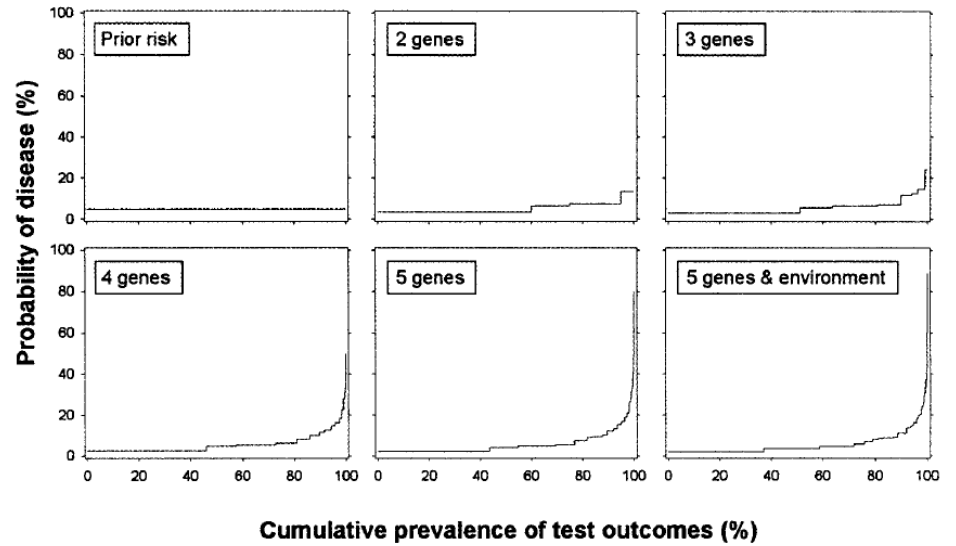 Probability of disease (%)
100
80
60
40
20
0
Prior risk
2 genes
3 genes
100
80
60
40
20
0
4 genes
5 genes
5 genes & environment
0 20 40 60 80 100
0 20 40 60 80 100
0 20 40 60 80 100
Cumulative prevalence of test outcomes (%)